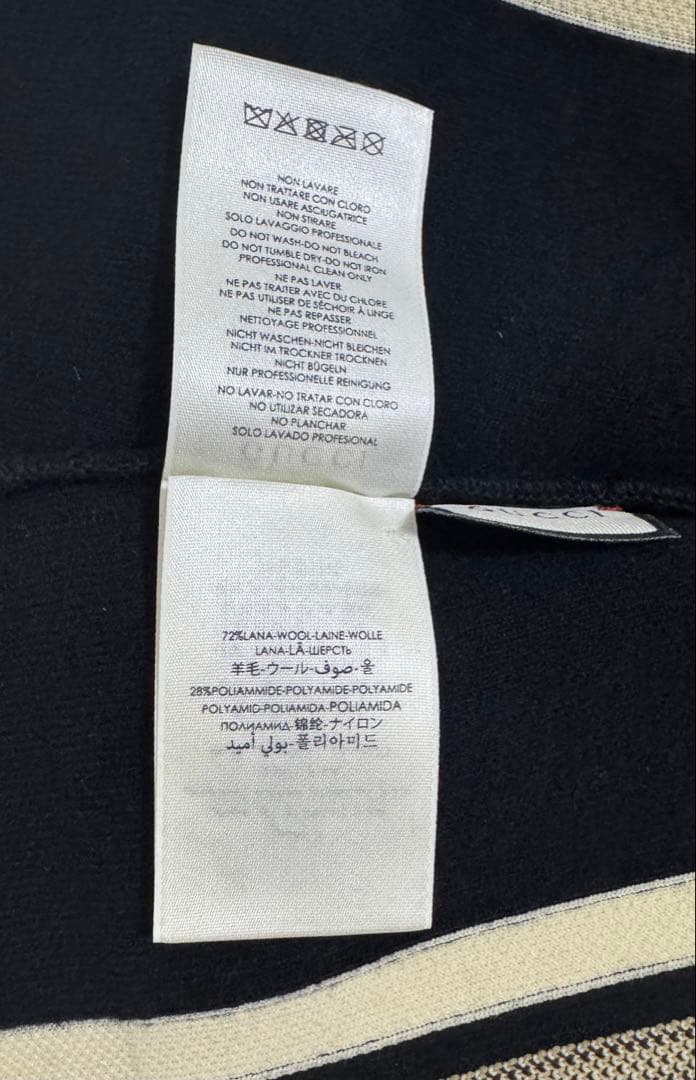 NON LAVARE
NON TRATTARE CON CLORO
NON USARE ASCIUGATRICE
NON STIRARE
SOLO LAVAGGIO PROFESSIONALE
DO NOT WASH-DO NOT BLEACH
DO NOT TUMBLE DRY-DO NOT IRON
PROFESSIONAL CLEAN ONLY
NE PAS LAVER
NE PAS TRAITER AVEC DU CHLORE
NE PAS UTILISER DE SÉCHOIR À LINGE
NE PAS REPASSER
NETTOYAGE PROFESSIONNEL
NICHT WASCHEN-NICHT BLEICHEN
NICHT IM TROCKNER TROCKNEN
NICHT BÜGELN
NUR PROFESSIONELLE REINIGUNG
NO LAVAR-NO TRATAR CON CLORO
NO UTILIZAR SECADORA
NO PLANCHAR
SOLO LAVADO PROFESIONAL
GUCCI
72%LANA-WOOL-LAINE-WOLLE
LANA-LÃ-ШЕРСТЬ
羊毛-ウール-صوف-울
28%POLIAMMIDE-POLYAMIDE-POLYAMIDE
POLYAMID-POLIAMIDA-POLIAMIDA
ПОЛИАМИД-锦纶-ナイロン
بولي أميد-폴리아미드